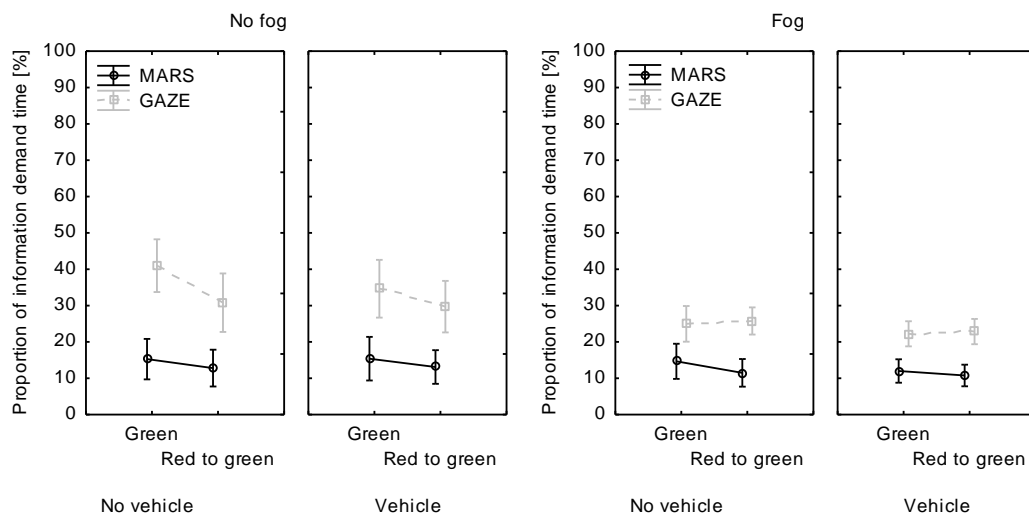 No fog
Fog
Proportion of information demand time [%]
100
90
80
70
60
50
40
30
20
10
0
MARS
GAZE
Green
Red to green
Green
Red to green
No vehicle
Vehicle
Proportion of information demand time [%]
100
90
80
70
60
50
40
30
20
10
0
MARS
GAZE
Green
Red to green
Green
Red to green
No vehicle
Vehicle